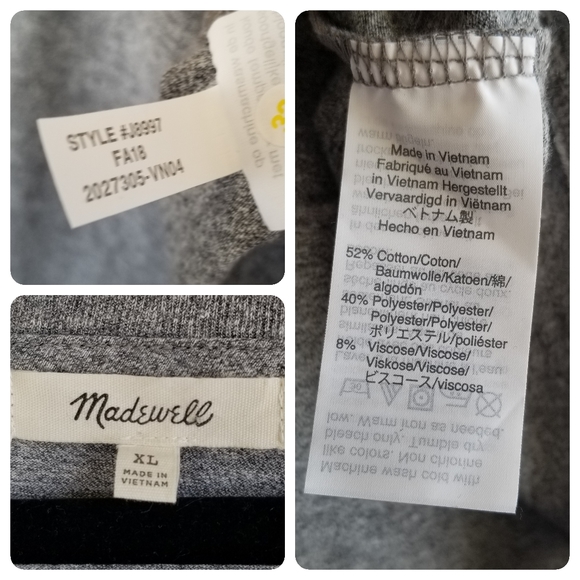 STYLE #J8997
FA18
2027305-VN04
Madewell
XL
MADE IN
VIETNAM
Made in Vietnam
Fabriqué au Vietnam
in Vietnam Hergestellt
Vervaardigd in Viëtnam
ベトナム製
Hecho en Vietnam
52% Cotton/Coton/
Baumwolle/Katoen/綿/
algodón
40% Polyester/Polyester/
Polyester/Polyester/
ポリエステル/poliéster
8% Viscose/Viscose/
Viskose/Viscose/
ビスコース/viscosa
Machine wash cold with
like colors. Non chlorine
bleach only. Tumble dry
low. Warm iron as needed.